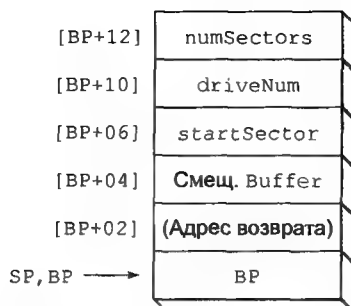 [BP+12] numSectors
[BP+10] driveNum
[BP+06] startSector
[BP+04] Смещ. Buffer
[BP+02] (Адрес возврата)
SP,BP BP